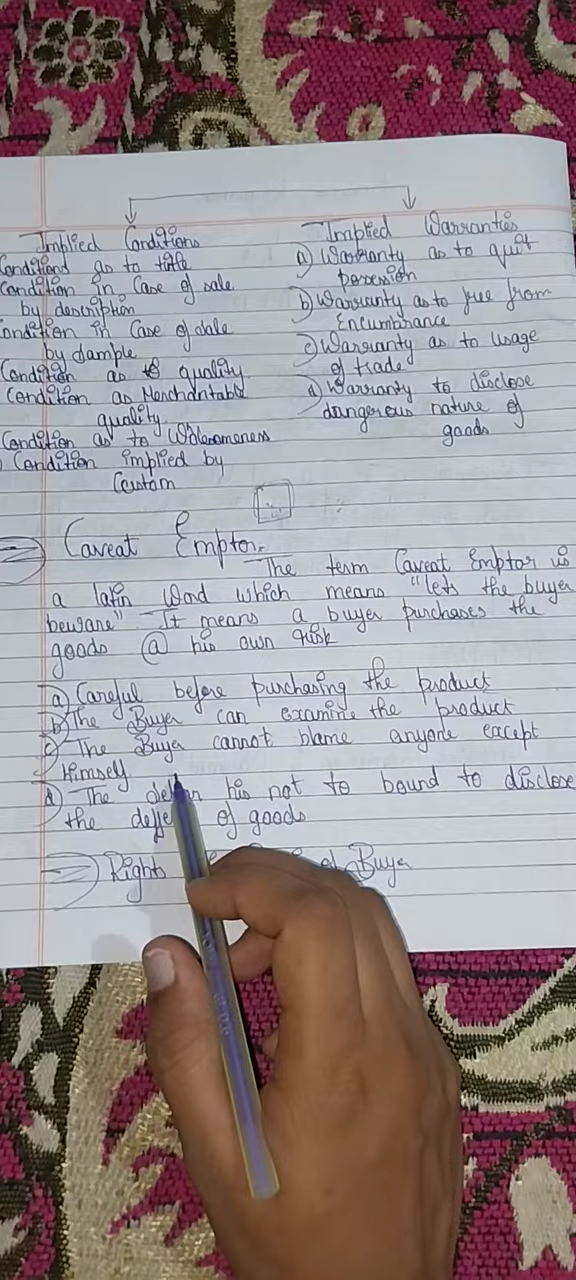 Implied Conditions
Conditiond as to title
Condition in Case of sale
by description
Condition in Case of sale
by sample
Condition as to quality
Condition as Merchantable
quality
Condition as to Wolesomeness
Condition implied by
Custom
Implied Warranties
a) Warranty as to quit
possession
b) Warranty as to free from
Encumbrance
c) Warranty as to usage
of trade
d) Warranty to disclose
dangerous nature of
goods
Caveat Emptor
The term Caveat Emptor is
a latin Word which means "lets the buyer
beware" It means a buyer purchases the
goods @ his own risk
a) Careful before purchasing the product
b) The Buyer can examine the product
c) The Buyer cannot blame anyone except
Himself
d) The his not to bound to disclose
the of goods
Right of Buyer